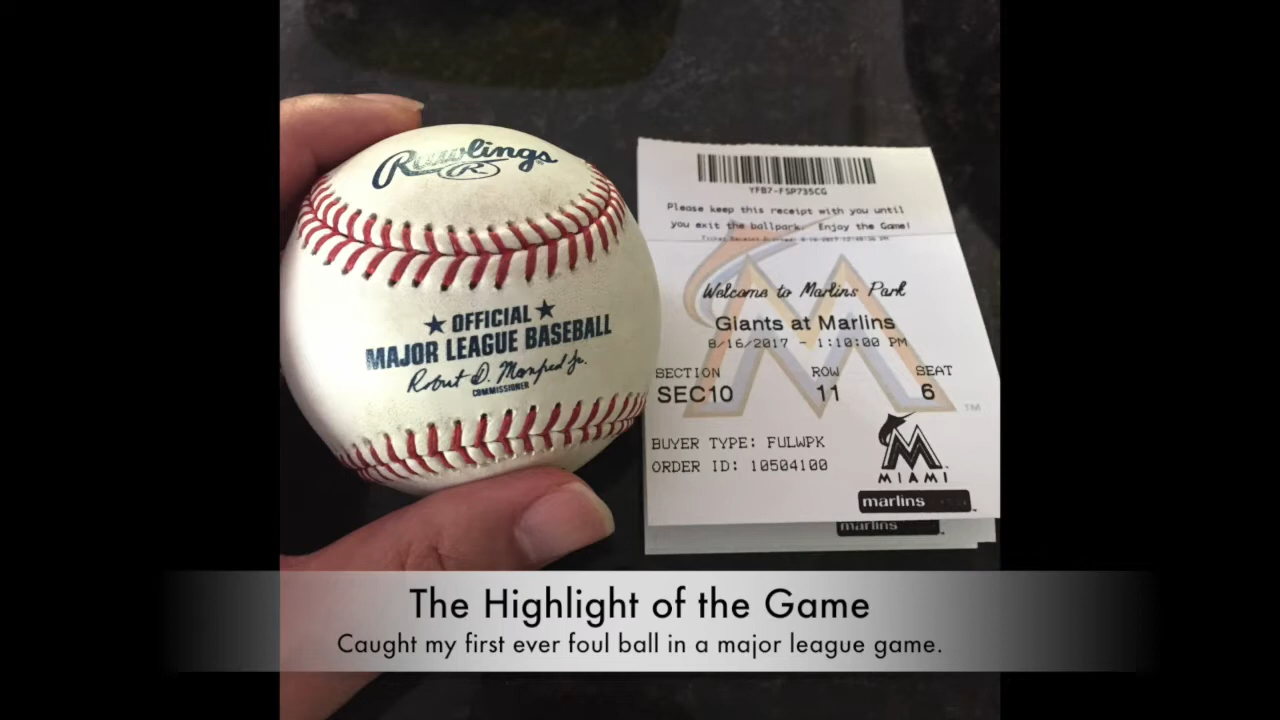 Rawlings
R
OFFICIAL
MAJOR LEAGUE BASEBALL
Robert D. Manfred Jr.
COMMISSIONER
YFB7-FSP735CG
Please keep this receipt with you until
you exit the ballpark. Enjoy the Game!
Welcome to Marlins Park
Giants at Marlins
8/16/2017 - 1:10:00 PM
SECTION ROW SEAT
SEC10 11 6
TM
BUYER TYPE: FULWPK
ORDER ID: 10504100
MIAMI
marlins
marlins
The Highlight of the Game
Caught my first ever foul ball in a major league game.